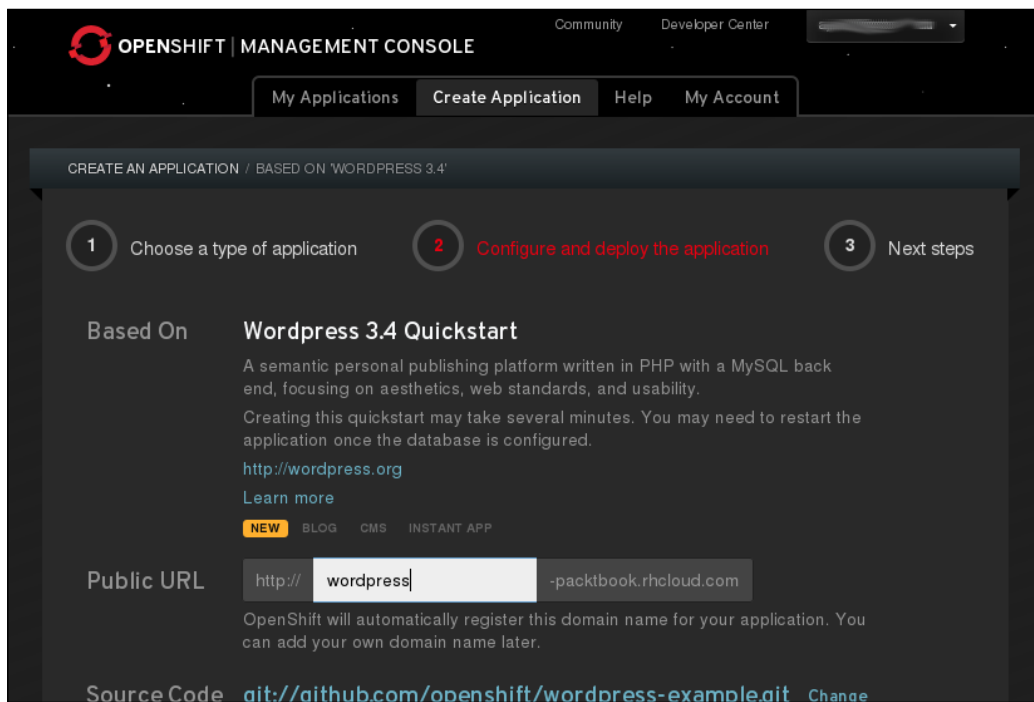 Community Developer Center
OPENSHIFT | MANAGEMENT CONSOLE
My Applications Create Application Help My Account
CREATE AN APPLICATION / BASED ON 'WORDPRESS 3.4'
1 Choose a type of application 2 Configure and deploy the application 3 Next steps
Based On Wordpress 3.4 Quickstart
A semantic personal publishing platform written in PHP with a MySQL back
end, focusing on aesthetics, web standards, and usability.
Creating this quickstart may take several minutes. You may need to restart the
application once the database is configured.
http://wordpress.org
Learn more
NEW BLOG CMS INSTANT APP
Public URL http:// wordpress -packtbook.rhcloud.com
OpenShift will automatically register this domain name for your application. You
can add your own domain name later.
Source Code git://github.com/openshift/wordpress-example.git Change